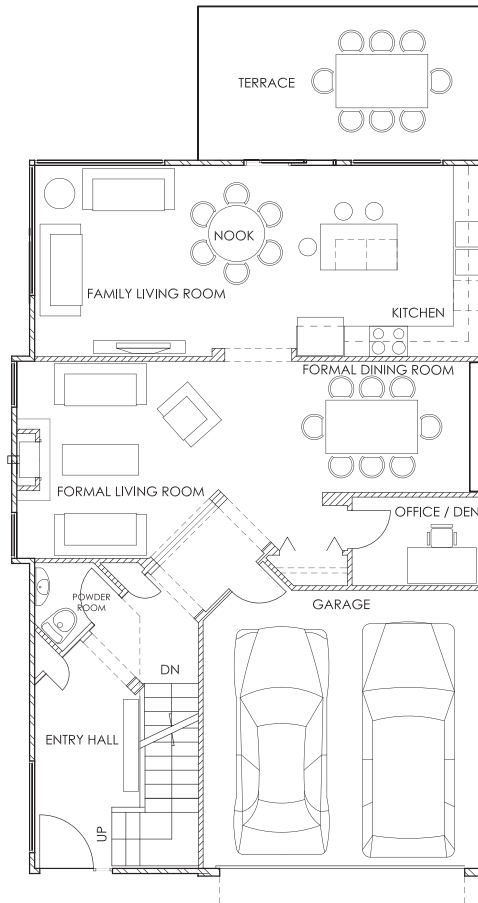 TERRACE
NOOK
FAMILY LIVING ROOM
KITCHEN
FORMAL DINING ROOM
FORMAL LIVING ROOM
OFFICE / DEN
POWDER
ROOM
GARAGE
DN
ENTRY HALL
UP